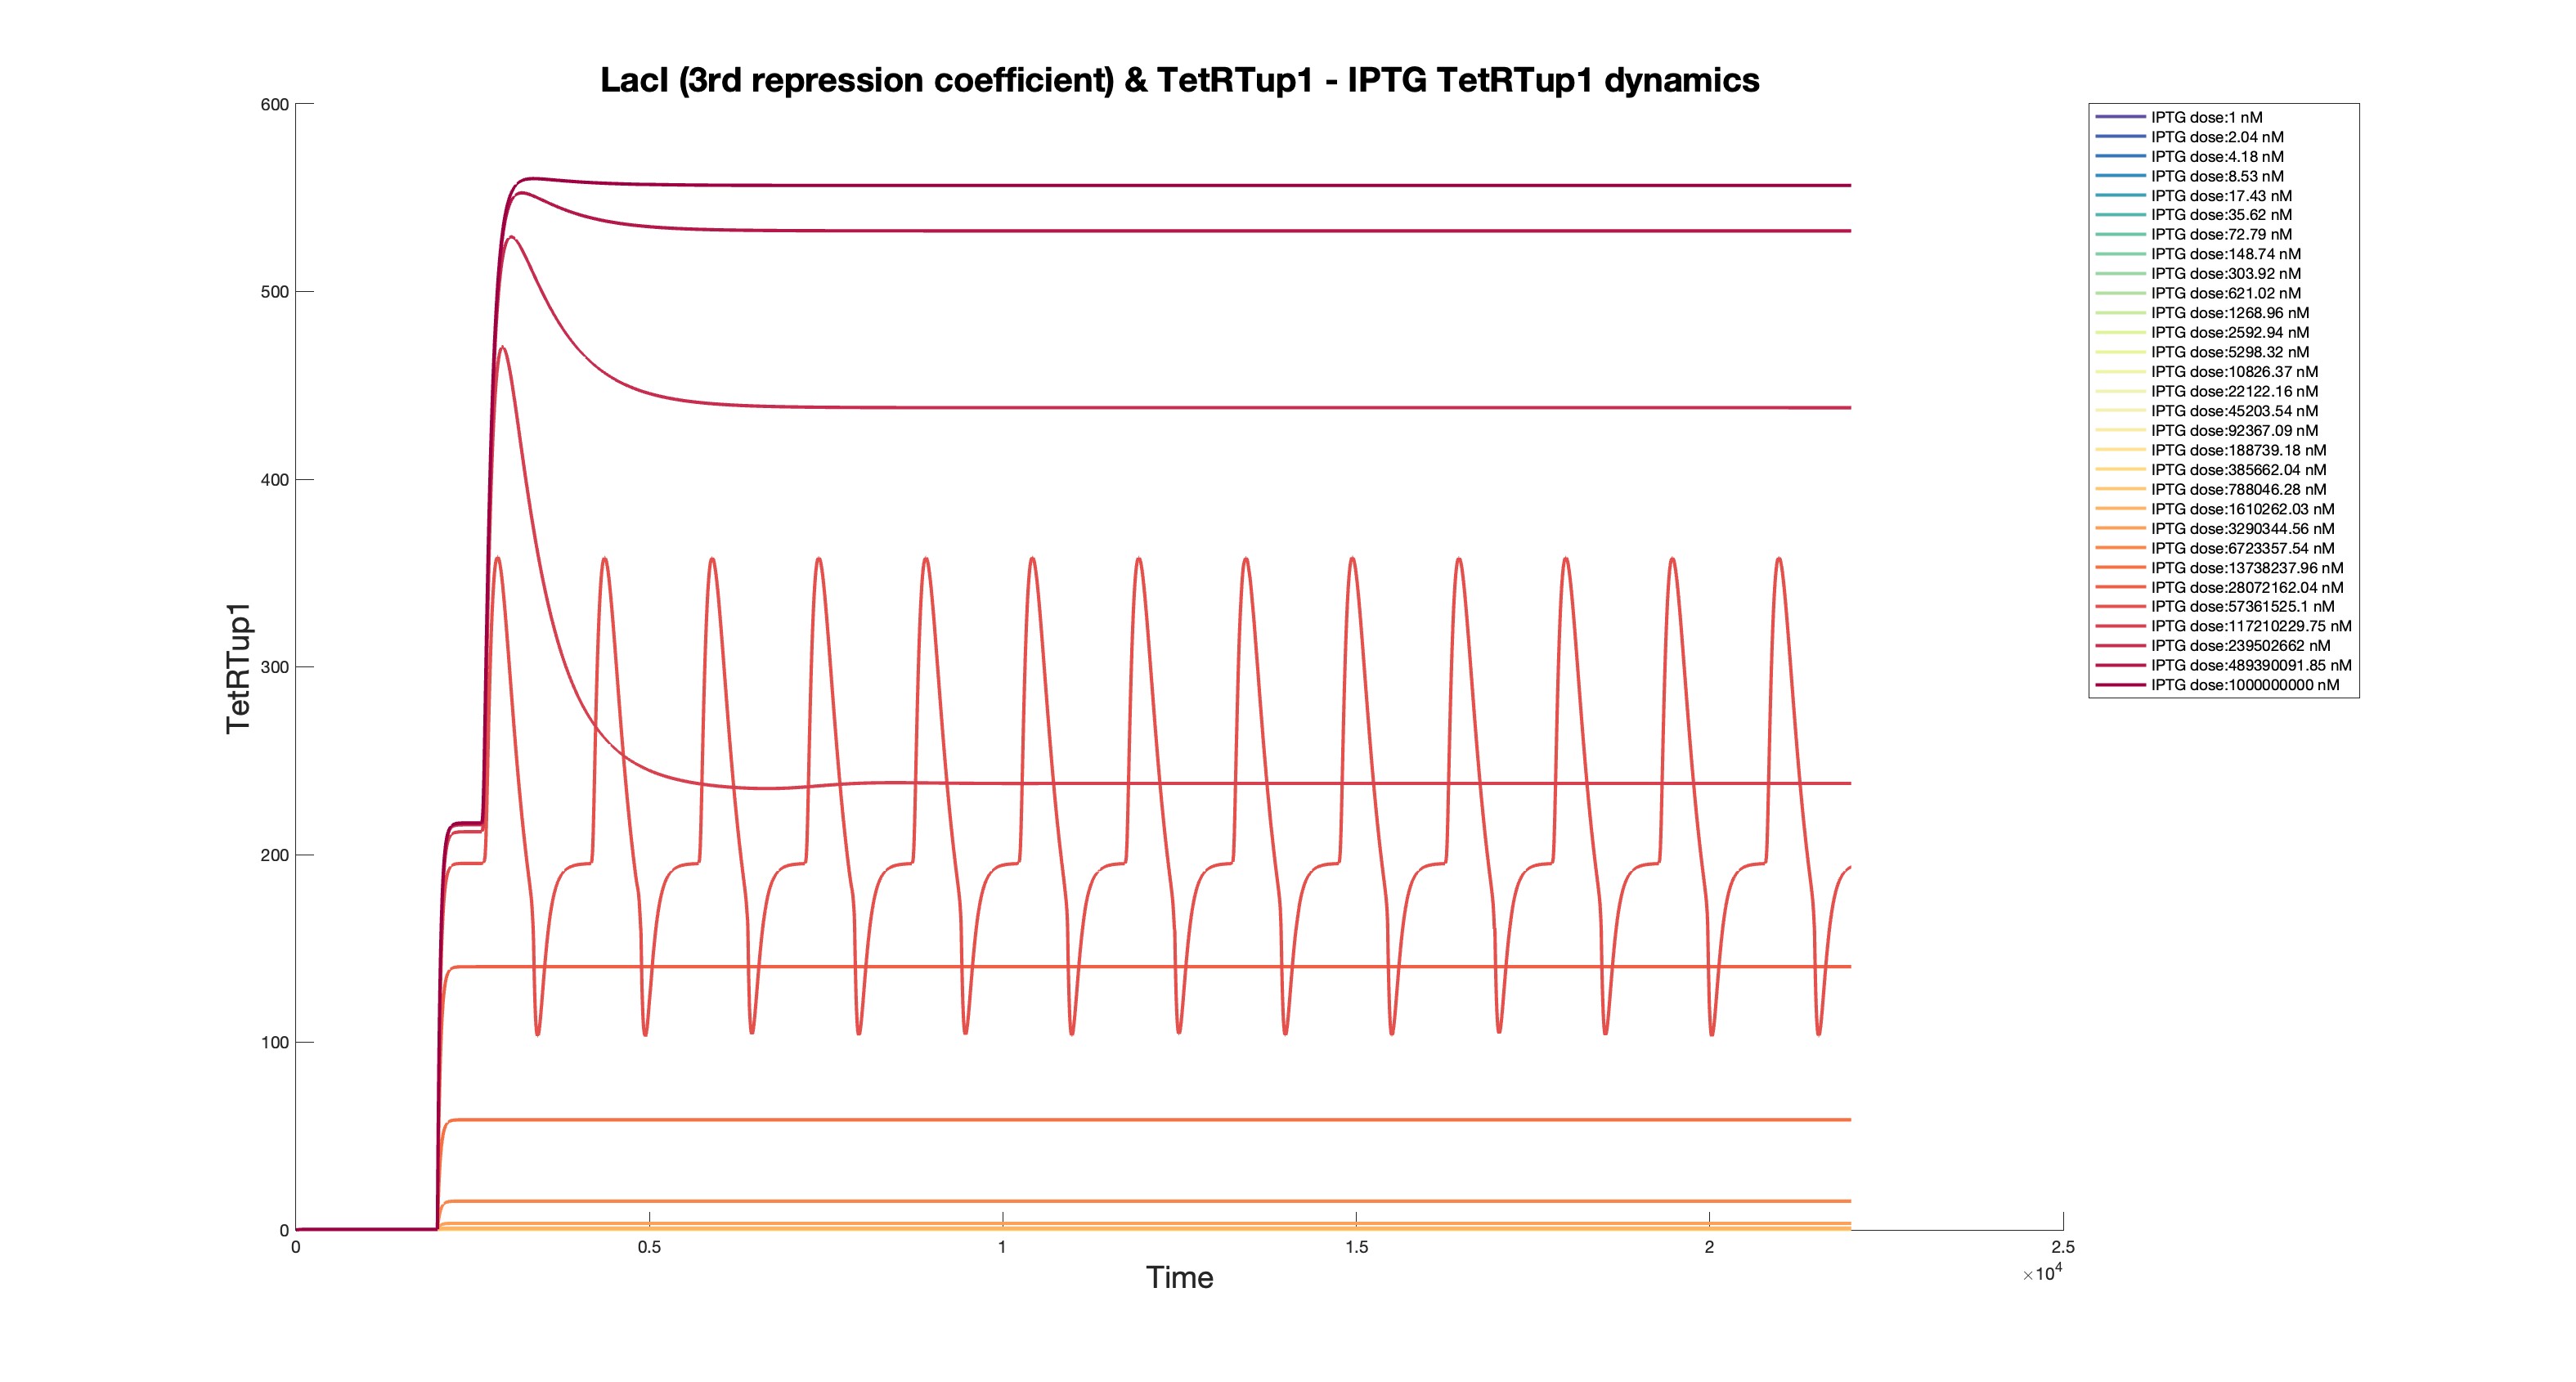 LacI (3rd repression coefficient) & TetRTup1 - IPTG TetRTup1 dynamics
600
500
400
300
200
100
0
TetRTup1
0
0.5
1
1.5
2
2.5
×10^4
Time
IPTG dose:1 nM
IPTG dose:2.04 nM
IPTG dose:4.18 nM
IPTG dose:8.53 nM
IPTG dose:17.43 nM
IPTG dose:35.62 nM
IPTG dose:72.79 nM
IPTG dose:148.74 nM
IPTG dose:303.92 nM
IPTG dose:621.02 nM
IPTG dose:1268.96 nM
IPTG dose:2592.94 nM
IPTG dose:5298.32 nM
IPTG dose:10826.37 nM
IPTG dose:22122.16 nM
IPTG dose:45203.54 nM
IPTG dose:92367.09 nM
IPTG dose:188739.18 nM
IPTG dose:385662.04 nM
IPTG dose:788046.28 nM
IPTG dose:1610262.03 nM
IPTG dose:3290344.56 nM
IPTG dose:6723357.54 nM
IPTG dose:13738237.96 nM
IPTG dose:28072162.04 nM
IPTG dose:57361525.1 nM
IPTG dose:117210229.75 nM
IPTG dose:239502662 nM
IPTG dose:489390091.85 nM
IPTG dose:1000000000 nM